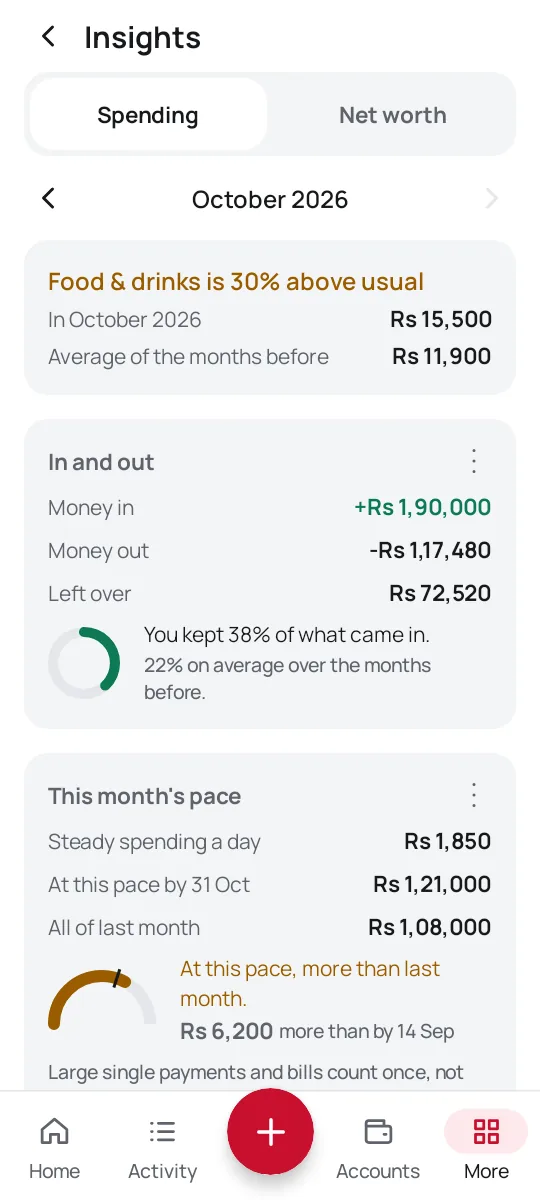 Insights
Spending
Net worth
October 2026
Food & drinks is 30% above usual
In October 2026 Rs 15,500
Average of the months before Rs 11,900
In and out
Money in +Rs 1,90,000
Money out -Rs 1,17,480
Left over Rs 72,520
You kept 38% of what came in.
22% on average over the months
before.
This month's pace
Steady spending a day Rs 1,850
At this pace by 31 Oct Rs 1,21,000
All of last month Rs 1,08,000
At this pace, more than last
month.
Rs 6,200 more than by 14 Sep
Large single payments and bills count once, not
Home
Activity
Accounts
More